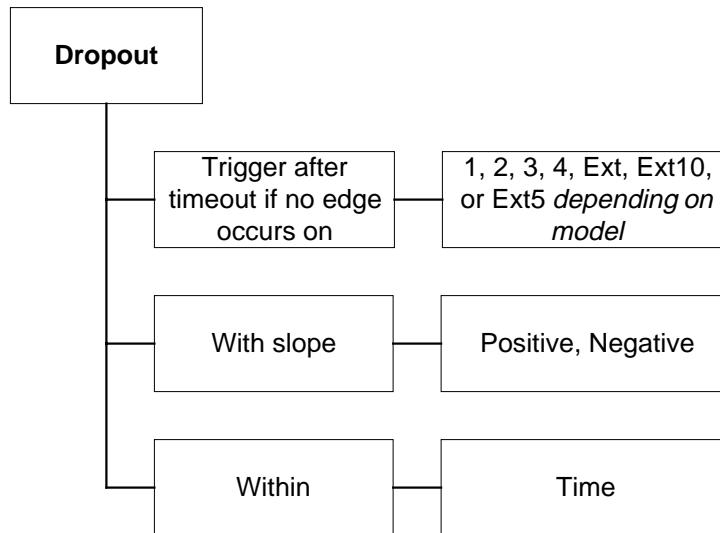 Dropout
Trigger after
timeout if no edge
occurs on
1, 2, 3, 4, Ext, Ext10,
or Ext5 depending on
model
With slope
Positive, Negative
Within
Time